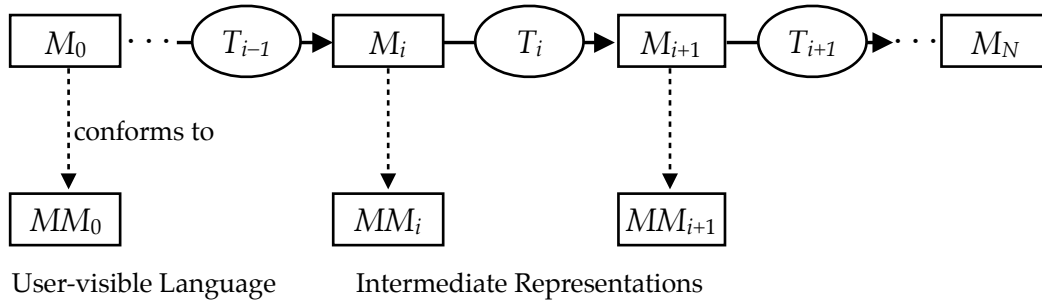 M₀ · · · Tᵢ₋₁ Mᵢ Tᵢ Mᵢ₊₁ Tᵢ₊₁ · · · M_N
conforms to
MM₀ MMᵢ MMᵢ₊₁
User-visible Language Intermediate Representations